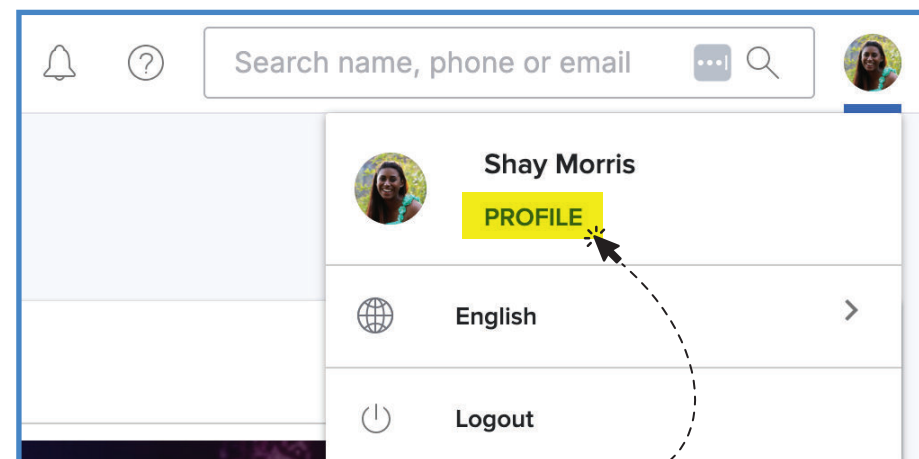 Search name, phone or email
Shay Morris
PROFILE
English
Logout